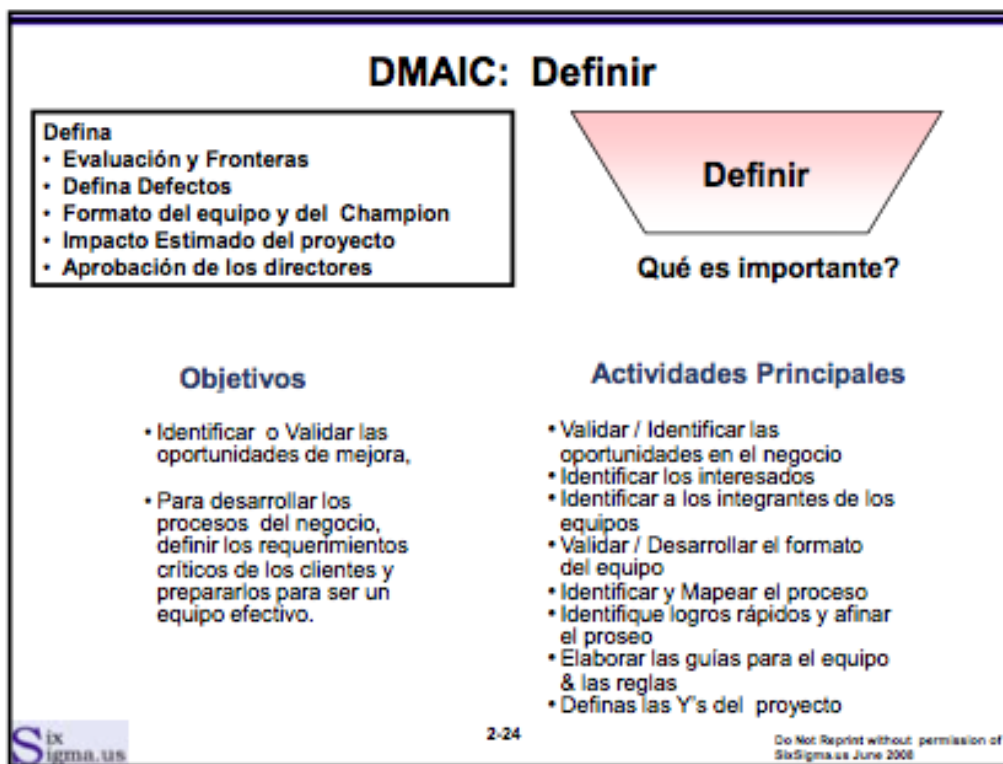 DMAIC: Definir
Defina
• Evaluación y Fronteras
• Defina Defectos
• Formato del equipo y del Champion
• Impacto Estimado del proyecto
• Aprobación de los directores
Definir
Qué es importante?
Objetivos
• Identificar o Validar las
oportunidades de mejora,
• Para desarrollar los
procesos del negocio,
definir los requerimientos
críticos de los clientes y
prepararlos para ser un
equipo efectivo.
Actividades Principales
• Validar / Identificar las
oportunidades en el negocio
• Identificar los interesados
• Identificar a los integrantes de los
equipos
• Validar / Desarrollar el formato
del equipo
• Identificar y Mapear el proceso
• Identifique logros rápidos y afinar
el proseo
• Elaborar las guías para el equipo
& las reglas
• Definas las Y's del proyecto
Six
Sigma.us
2-24
Do Not Reprint without permission of
SixSigma.us June 2008